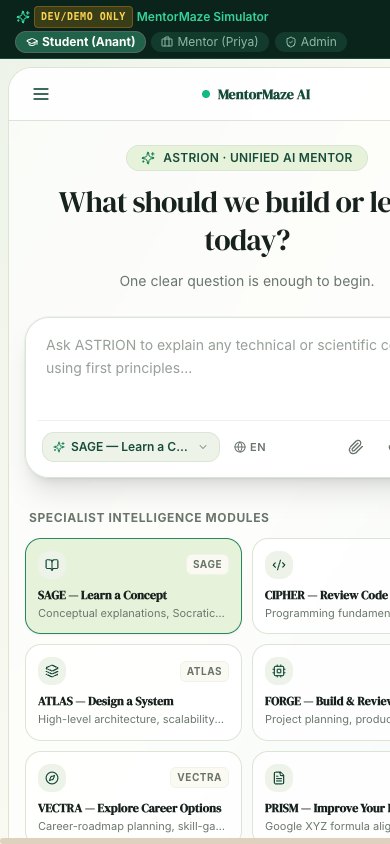 DEV/DEMO ONLY MentorMaze Simulator
Student (Anant) Mentor (Priya) Admin
MentorMaze AI
ASTRION · UNIFIED AI MENTOR
What should we build or le
today?
One clear question is enough to begin.
Ask ASTRION to explain any technical or scientific c
using first principles...
SAGE — Learn a C... EN
SPECIALIST INTELLIGENCE MODULES
SAGE
SAGE — Learn a Concept
Conceptual explanations, Socratic...
CIPHER — Review Code
Programming fundamen
ATLAS
ATLAS — Design a System
High-level architecture, scalability...
FORGE — Build & Review
Project planning, produc
VECTRA
VECTRA — Explore Career Options
Career-roadmap planning, skill-ga...
PRISM — Improve Your
Google XYZ formula alig